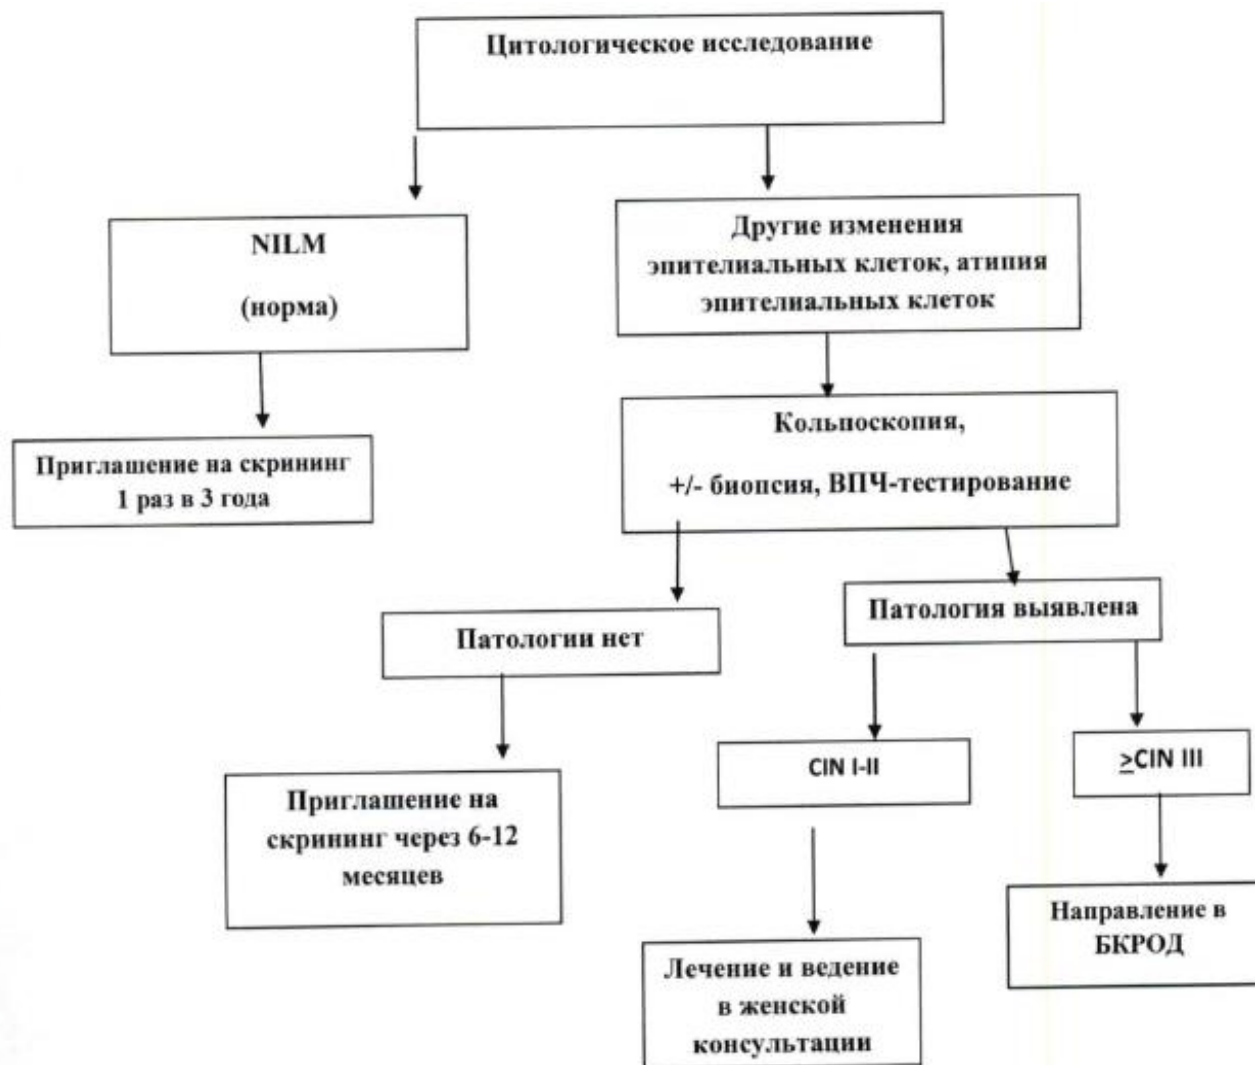 Цитологическое исследование
NILM
(норма)
Другие изменения
эпителиальных клеток, атипия
эпителиальных клеток
Приглашение на скрининг
1 раз в 3 года
Кольпоскопия,
+/- биопсия, ВПЧ-тестирование
Патологии нет
Патология выявлена
CIN I-II
≥CIN III
Приглашение на
скрининг через 6-12
месяцев
Направление в
БКРОД
Лечение и ведение
в женской
консультации